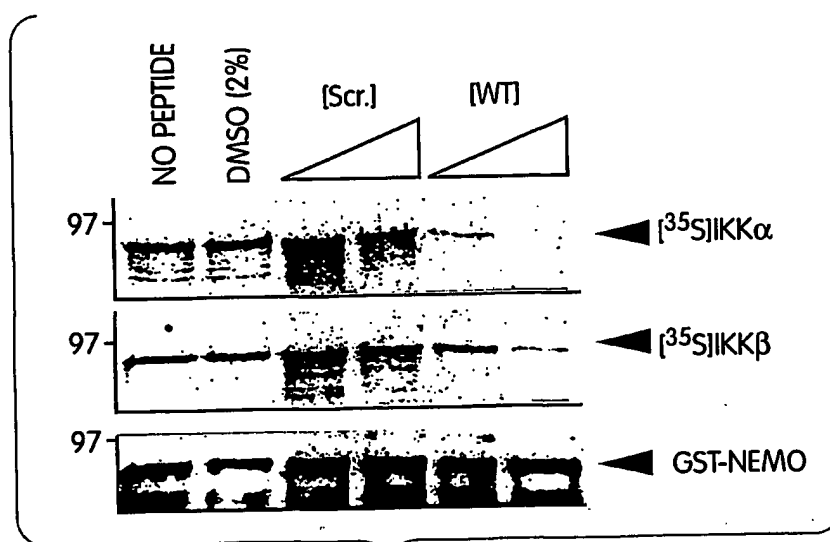 NO PEPTIDE
DMSO (2%)
[Scr.]
[WT]
97
[³⁵S]IKKα
97
[³⁵S]IKKβ
97
GST-NEMO